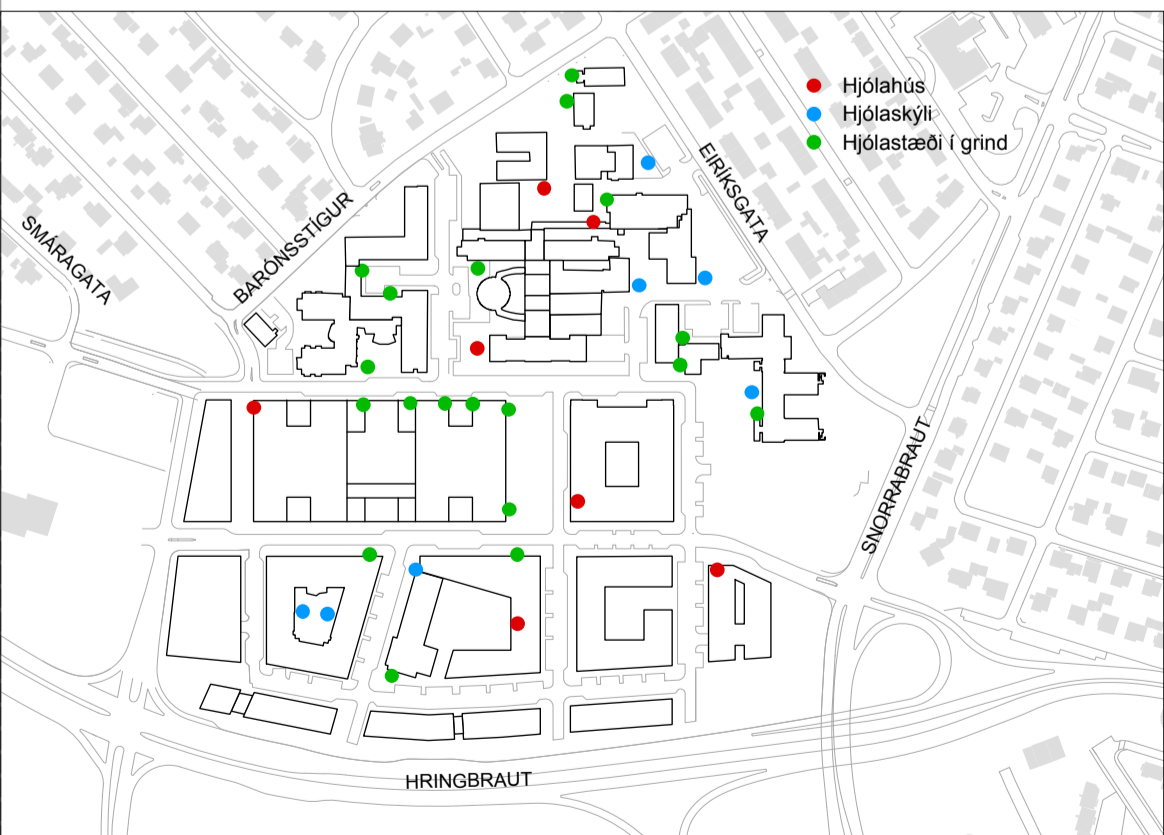 Hjólahús
Hjólaskýli
Hjólastæði í grind
EIRÍKSGATA
BARÓNSSTÍGUR
SMÁRAGATA
SNORRABRAUT
HRINGBRAUT